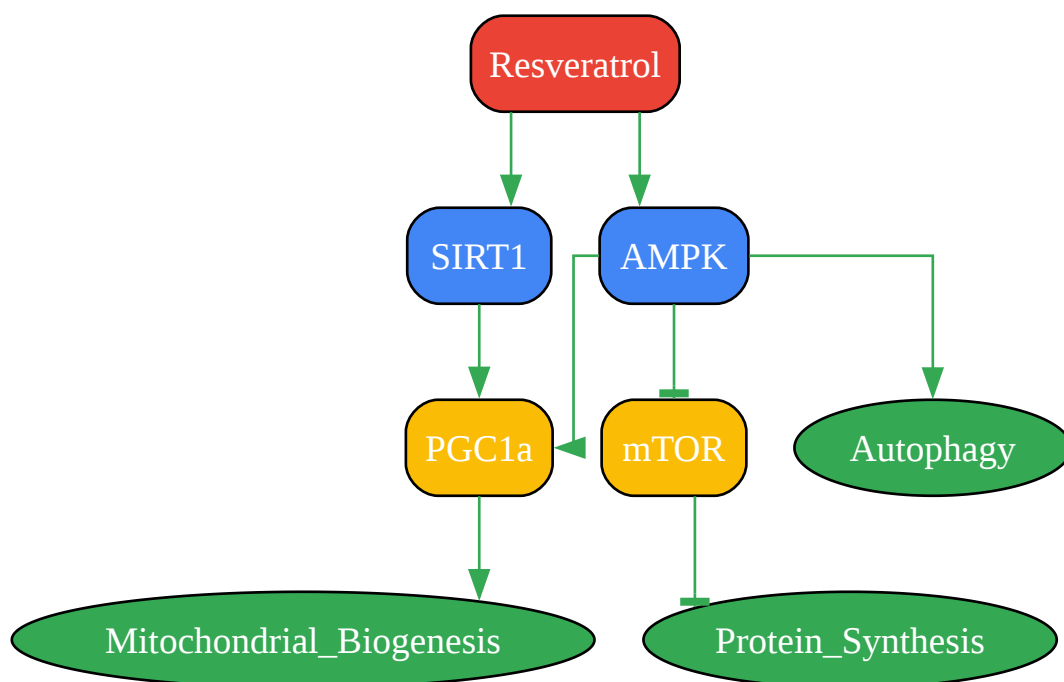 Resveratrol
SIRT1
AMPK
PGC1a
mTOR
Autophagy
Mitochondrial_Biogenesis
Protein_Synthesis